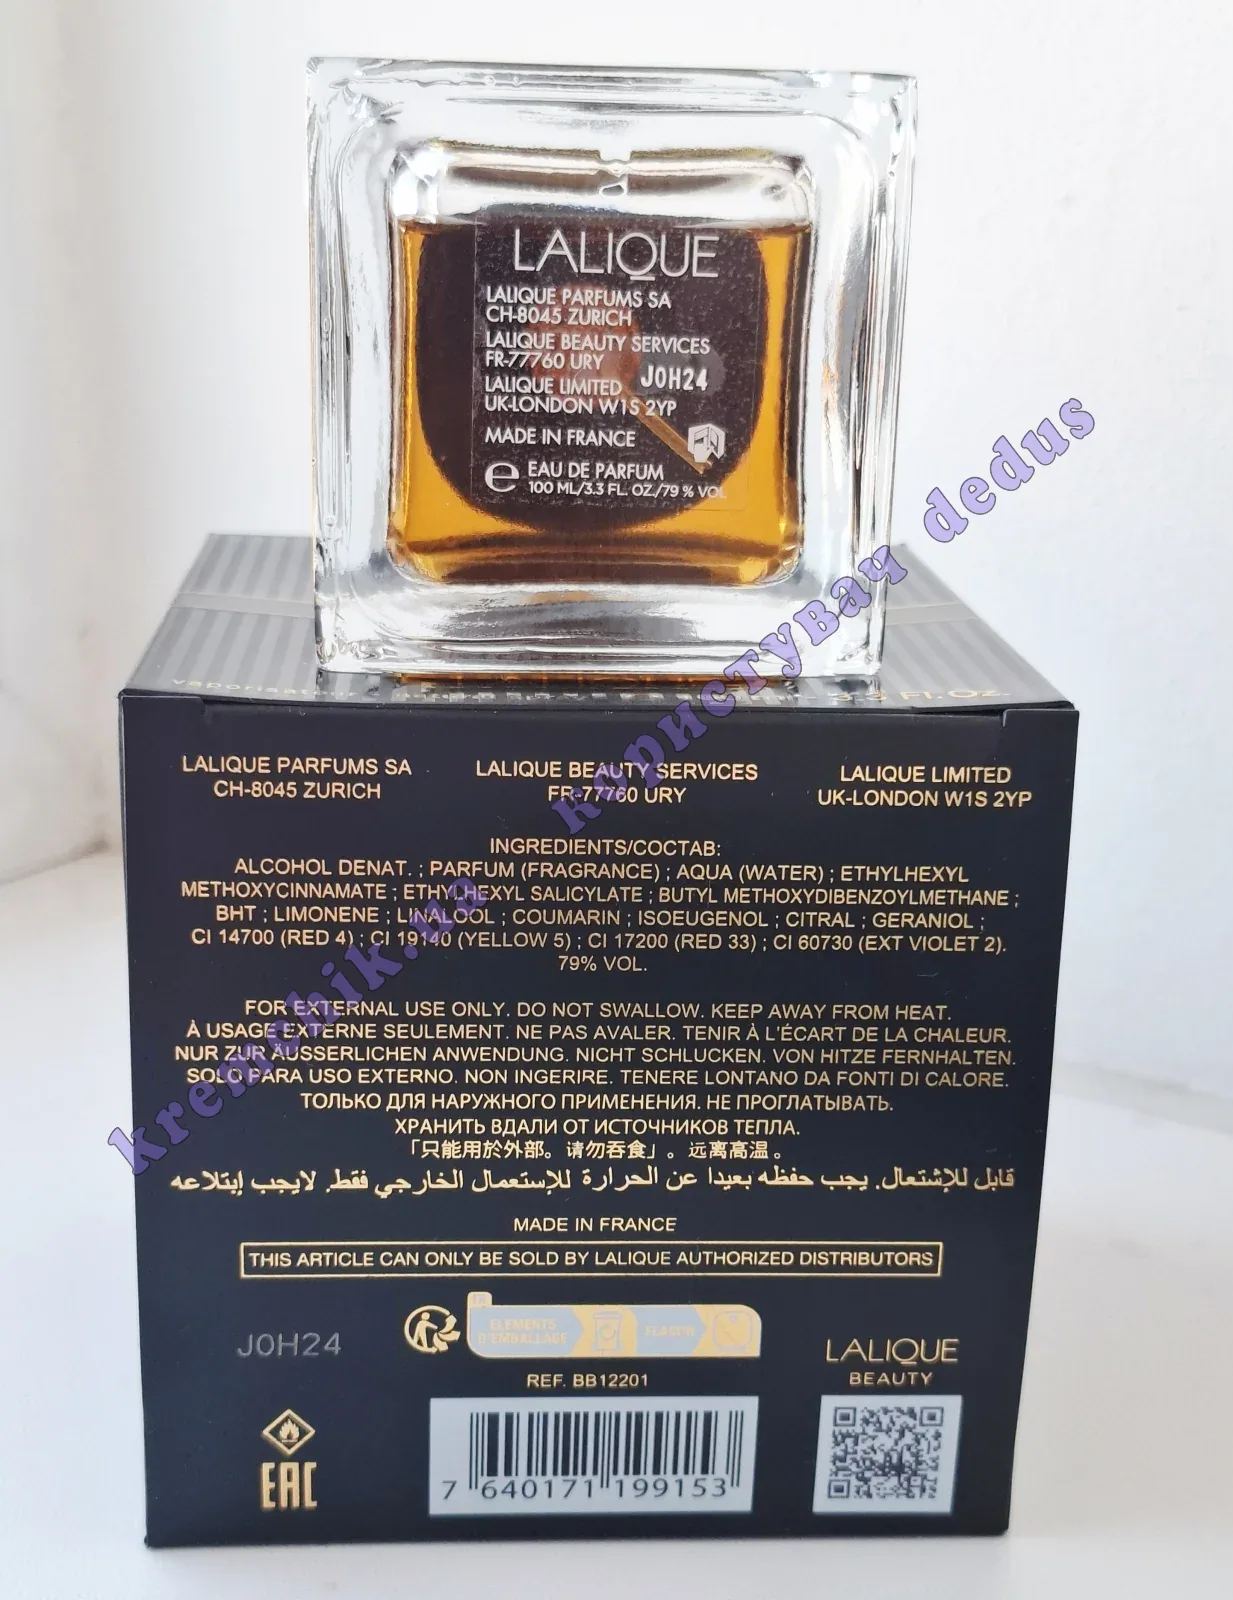 LALIQUE
LALIQUE PARFUMS SA
CH-8045 ZURICH
LALIQUE BEAUTY SERVICES
FR-77760 URY
LALIQUE LIMITED
UK-LONDON W1S 2YP
J0H24
MADE IN FRANCE
e EAU DE PARFUM
100 ML/3.3 FL. OZ./79 % VOL
vaporisateur
3.3 Fl. Oz.
LALIQUE PARFUMS SA
CH-8045 ZURICH
LALIQUE BEAUTY SERVICES
FR-77760 URY
LALIQUE LIMITED
UK-LONDON W1S 2YP
INGREDIENTS/СОСТАВ:
ALCOHOL DENAT. ; PARFUM (FRAGRANCE) ; AQUA (WATER) ; ETHYLHEXYL
METHOXYCINNAMATE ; ETHYLHEXYL SALICYLATE ; BUTYL METHOXYDIBENZOYLMETHANE ;
BHT ; LIMONENE ; LINALOOL ; COUMARIN ; ISOEUGENOL ; CITRAL ; GERANIOL ;
CI 14700 (RED 4) ; CI 19140 (YELLOW 5) ; CI 17200 (RED 33) ; CI 60730 (EXT VIOLET 2).
79% VOL.
FOR EXTERNAL USE ONLY. DO NOT SWALLOW. KEEP AWAY FROM HEAT.
À USAGE EXTERNE SEULEMENT. NE PAS AVALER. TENIR À L'ÉCART DE LA CHALEUR.
NUR ZUR ÄUSSERLICHEN ANWENDUNG. NICHT SCHLUCKEN. VON HITZE FERNHALTEN.
SOLO PARA USO EXTERNO. NON INGERIRE. TENERE LONTANO DA FONTI DI CALORE.
ТОЛЬКО ДЛЯ НАРУЖНОГО ПРИМЕНЕНИЯ. НЕ ПРОГЛАТЫВАТЬ.
ХРАНИТЬ ВДАЛИ ОТ ИСТОЧНИКОВ ТЕПЛА.
「只能用於外部。请勿吞食」。远离高温。
قابل للإشتعال. يجب حفظه بعيدا عن الحرارة للإستعمال الخارجي فقط. لايجب إبتلاعه
MADE IN FRANCE
THIS ARTICLE CAN ONLY BE SOLD BY LALIQUE AUTHORIZED DISTRIBUTORS
J0H24
FR
ÉLÉMENTS
D'EMBALLAGE
FLACON
LALIQUE
BEAUTY
REF. BB12201
EAC
7 640171 199153
kremchik.ua користувач dedus